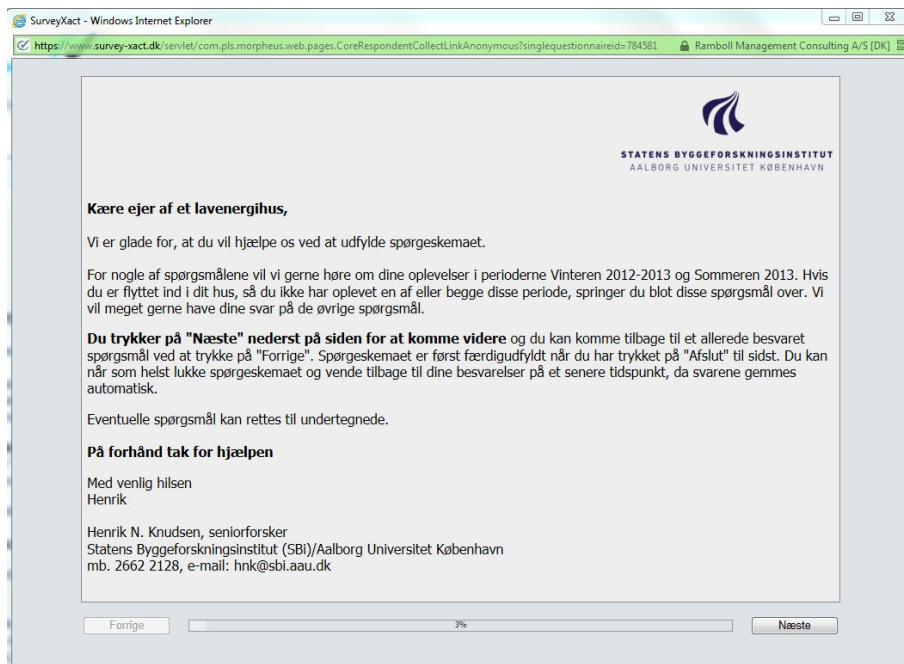 SurveyXact - Windows Internet Explorer
https://www.survey-xact.dk/servlet/com.pls.morpheus.web.pages.CoreRespondentCollectLinkAnonymous?singlequestionnaireid=784581 Ramboll Management Consulting A/S [DK]
STATENS BYGGEFORSKNINGSINSTITUT
AALBORG UNIVERSITET KØBENHAVN
Kære ejer af et lavenergihus,
Vi er glade for, at du vil hjælpe os ved at udfylde spørgeskemaet.
For nogle af spørgsmålene vil vi gerne høre om dine oplevelser i perioderne Vinteren 2012-2013 og Sommeren 2013. Hvis
du er flyttet ind i dit hus, så du ikke har oplevet en af eller begge disse periode, springer du blot disse spørgsmål over. Vi
vil meget gerne have dine svar på de øvrige spørgsmål.
Du trykker på "Næste" nederst på siden for at komme videre og du kan komme tilbage til et allerede besvaret
spørgsmål ved at trykke på "Forrige". Spørgeskemaet er først færdigudfyldt når du har trykket på "Afslut" til sidst. Du kan
når som helst lukke spørgeskemaet og vende tilbage til dine besvarelser på et senere tidspunkt, da svarene gemmes
automatisk.
Eventuelle spørgsmål kan rettes til undertegnede.
På forhånd tak for hjælpen
Med venlig hilsen
Henrik
Henrik N. Knudsen, seniorforsker
Statens Byggeforskningsinstitut (SBi)/Aalborg Universitet København
mb. 2662 2128, e-mail: hnk@sbi.aau.dk
Forrige 3% Næste